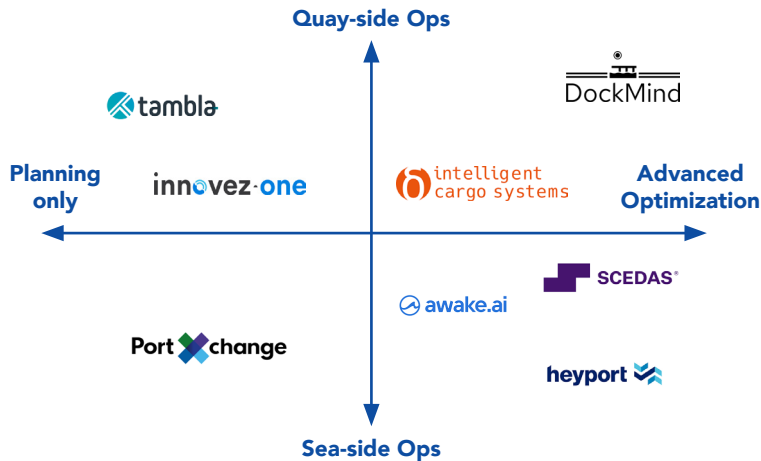 Quay-side Ops
tambla
DockMind
Planning
only
innovez·one
intelligent
cargo systems
Advanced
Optimization
SCEDAS®
awake.ai
Port Xchange
heyport
Sea-side Ops